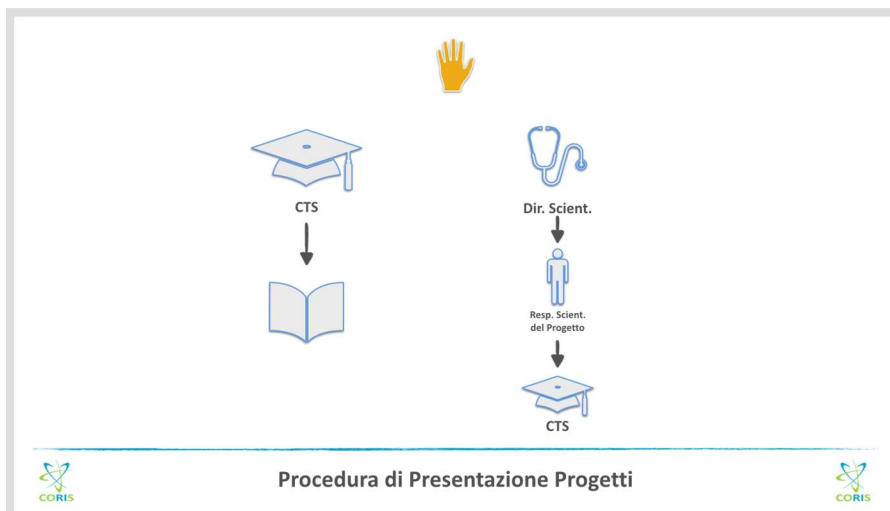 CTS
Dir. Scient.
Resp. Scient.
del Progetto
CTS
Procedura di Presentazione Progetti
CORIS
CORIS